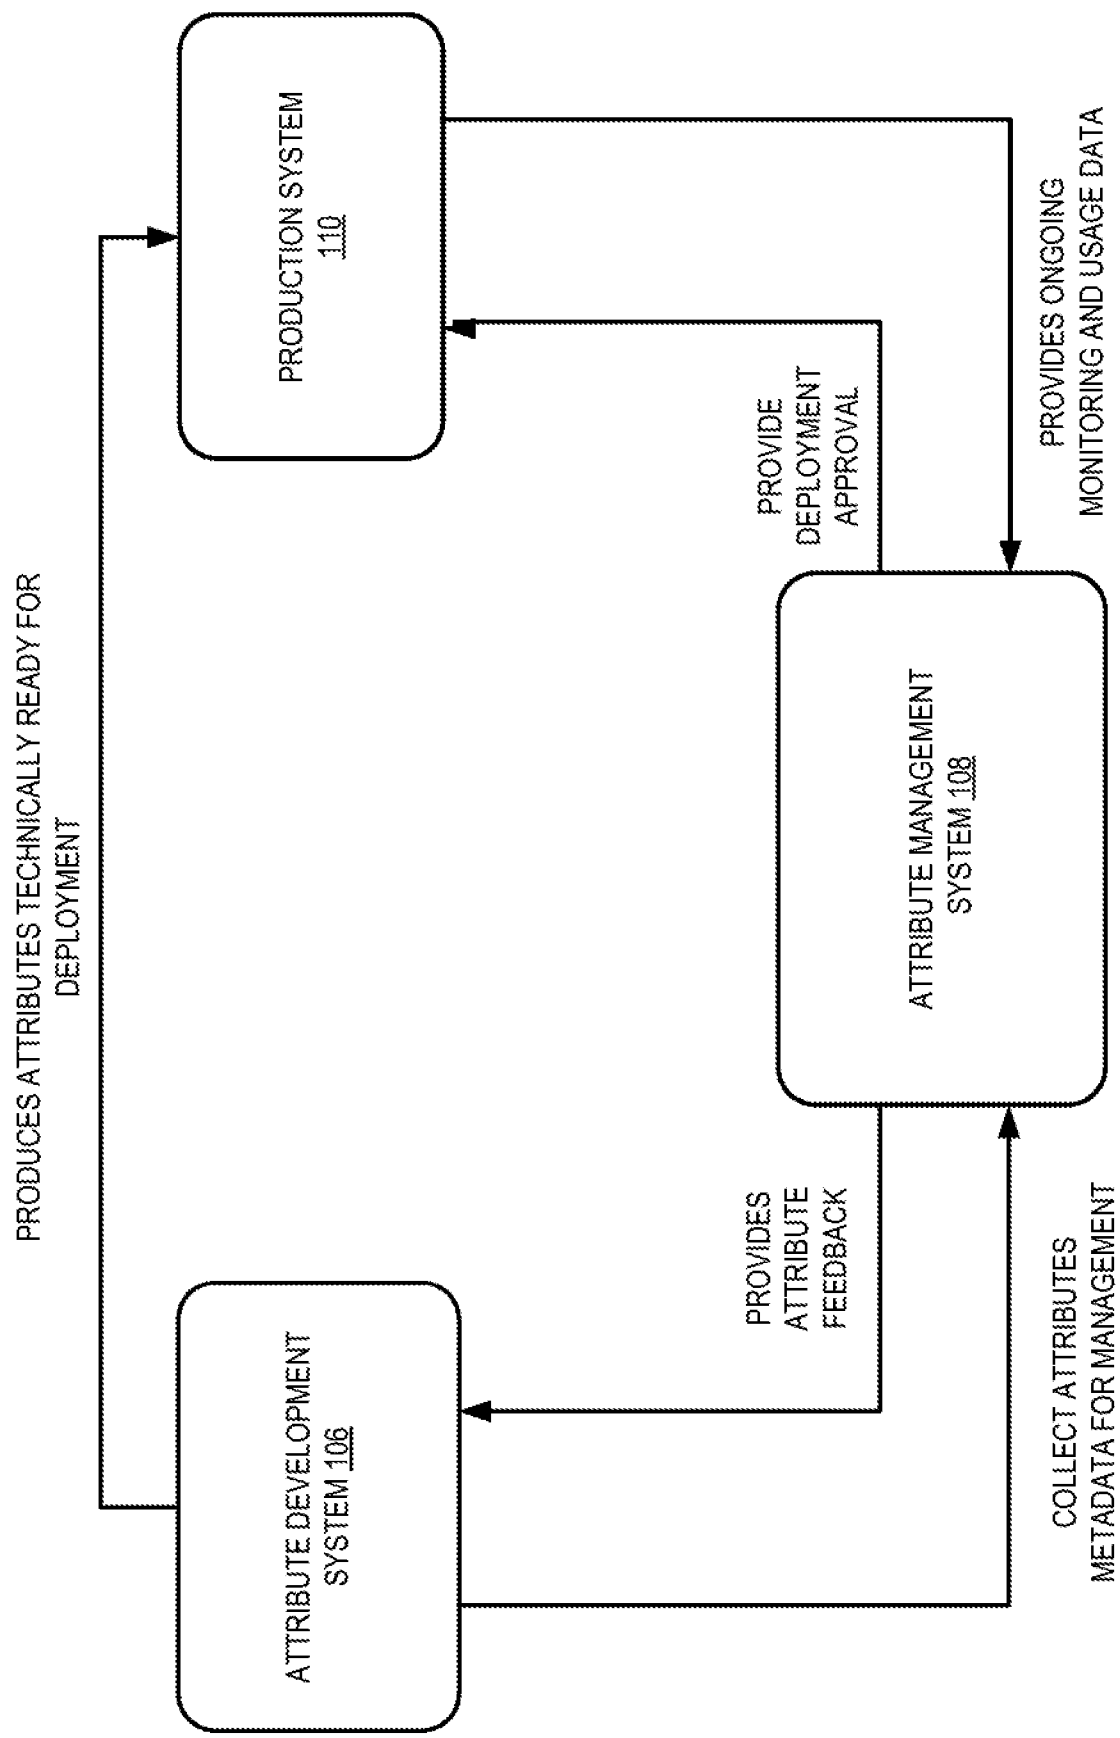 PRODUCES ATTRIBUTES TECHNICALLY READY FOR
DEPLOYMENT
ATTRIBUTE DEVELOPMENT
SYSTEM 106
PRODUCTION SYSTEM
110
PROVIDES
ATTRIBUTE
FEEDBACK
PROVIDE
DEPLOYMENT
APPROVAL
ATTRIBUTE MANAGEMENT
SYSTEM 108
COLLECT ATTRIBUTES
METADATA FOR MANAGEMENT
PROVIDES ONGOING
MONITORING AND USAGE DATA